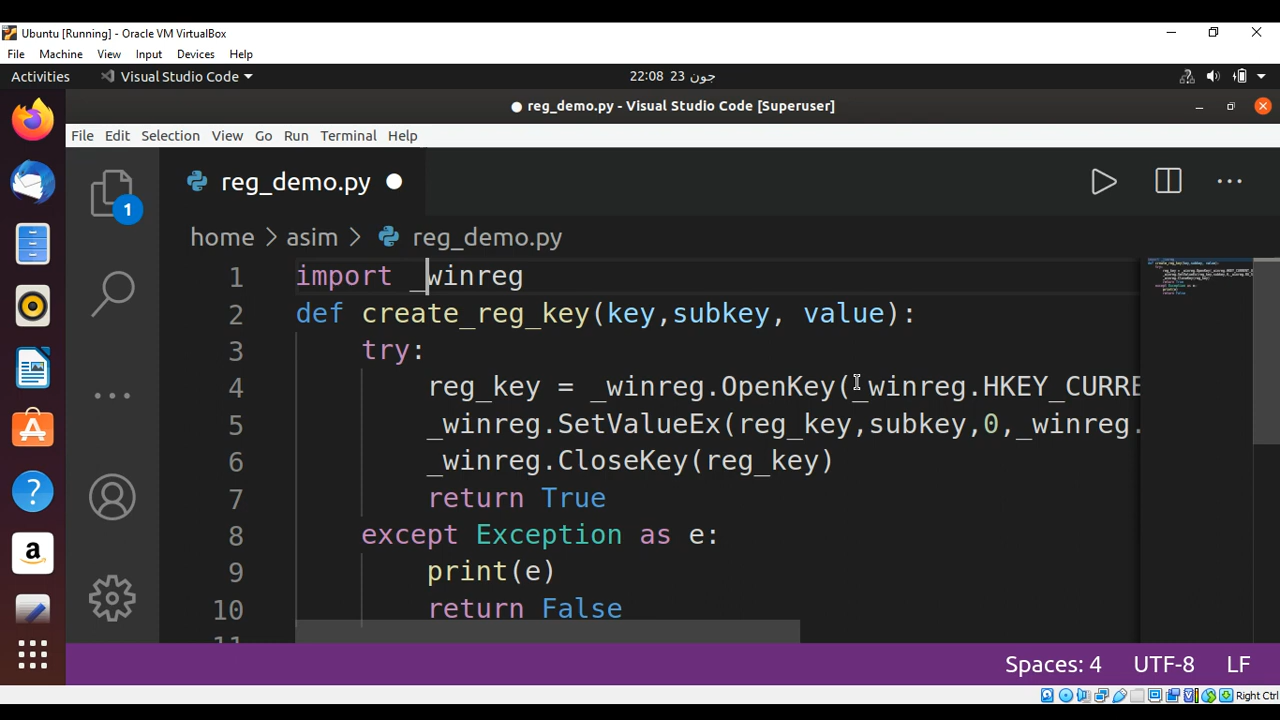 Ubuntu [Running] - Oracle VM VirtualBox
File Machine View Input Devices Help
Activities Visual Studio Code 22:08 23 جون
● reg_demo.py - Visual Studio Code [Superuser]
File Edit Selection View Go Run Terminal Help
1
reg_demo.py
home > asim > reg_demo.py
1 import _winreg
2 def create_reg_key(key,subkey, value):
3 try:
4 reg_key = _winreg.OpenKey(_winreg.HKEY_CURRE
5 _winreg.SetValueEx(reg_key,subkey,0,_winreg.
6 _winreg.CloseKey(reg_key)
7 return True
8 except Exception as e:
9 print(e)
10 return False
11
Spaces: 4 UTF-8 LF
Right Ctrl